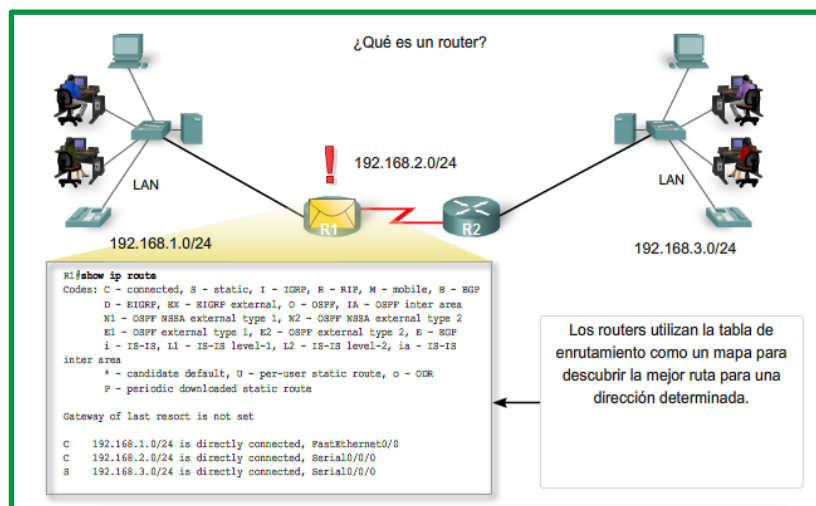 ¿Qué es un router?
192.168.2.0/24
LAN
LAN
R1
R2
192.168.1.0/24
192.168.3.0/24
R1#show ip route
Codes: C - connected, S - static, I - IGRP, R - RIP, M - mobile, B - BGP
D - EIGRP, EX - EIGRP external, O - OSPF, IA - OSPF inter area
N1 - OSPF NSSA external type 1, N2 - OSPF NSSA external type 2
E1 - OSPF external type 1, E2 - OSPF external type 2, E - EGP
i - IS-IS, L1 - IS-IS level-1, L2 - IS-IS level-2, ia - IS-IS
inter area
* - candidate default, U - per-user static route, o - ODR
P - periodic downloaded static route
Gateway of last resort is not set
C 192.168.1.0/24 is directly connected, FastEthernet0/0
C 192.168.2.0/24 is directly connected, Serial0/0/0
S 192.168.3.0/24 is directly connected, Serial0/0/0
Los routers utilizan la tabla de
enrutamiento como un mapa para
descubrir la mejor ruta para una
dirección determinada.